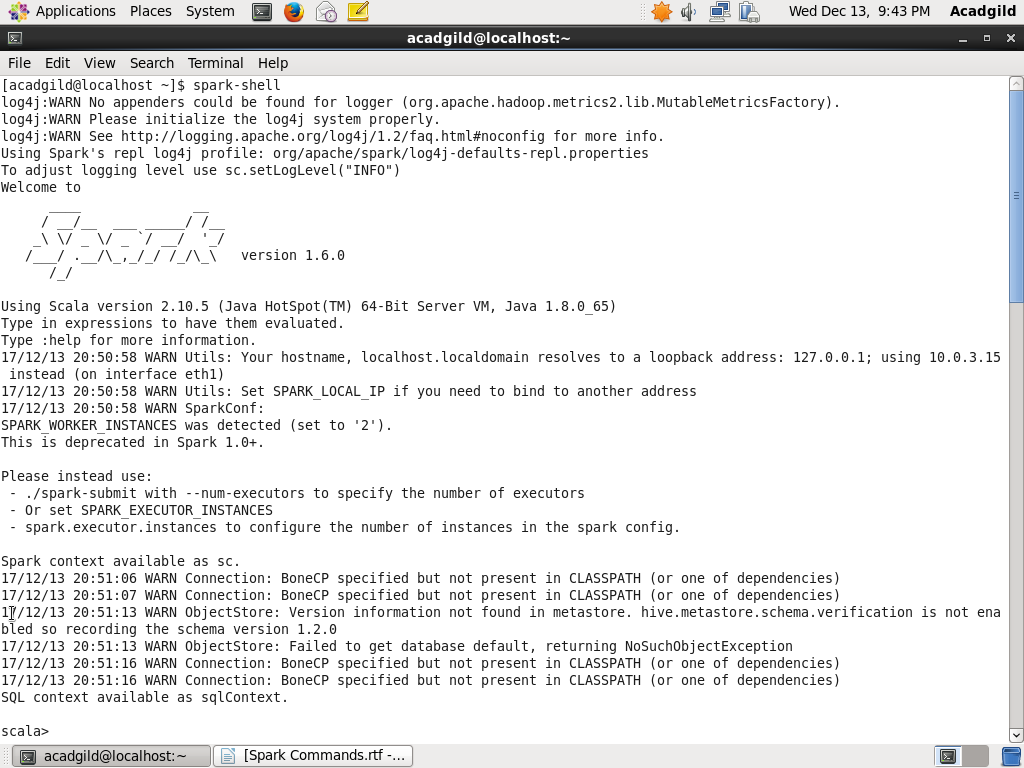 Applications Places System Wed Dec 13, 9:43 PM Acadgild
acadgild@localhost:~
File Edit View Search Terminal Help
[acadgild@localhost ~]$ spark-shell
log4j:WARN No appenders could be found for logger (org.apache.hadoop.metrics2.lib.MutableMetricsFactory).
log4j:WARN Please initialize the log4j system properly.
log4j:WARN See http://logging.apache.org/log4j/1.2/faq.html#noconfig for more info.
Using Spark's repl log4j profile: org/apache/spark/log4j-defaults-repl.properties
To adjust logging level use sc.setLogLevel("INFO")
Welcome to
      ____              __
     / __/__  ___ _____/ /__
    _\ \/ _ \/ _ `/ __/  '_/
   /___/ .__/\_,_/_/ /_/\_\   version 1.6.0
      /_/
Using Scala version 2.10.5 (Java HotSpot(TM) 64-Bit Server VM, Java 1.8.0_65)
Type in expressions to have them evaluated.
Type :help for more information.
17/12/13 20:50:58 WARN Utils: Your hostname, localhost.localdomain resolves to a loopback address: 127.0.0.1; using 10.0.3.15
 instead (on interface eth1)
17/12/13 20:50:58 WARN Utils: Set SPARK_LOCAL_IP if you need to bind to another address
17/12/13 20:50:58 WARN SparkConf:
SPARK_WORKER_INSTANCES was detected (set to '2').
This is deprecated in Spark 1.0+.
Please instead use:
 - ./spark-submit with --num-executors to specify the number of executors
 - Or set SPARK_EXECUTOR_INSTANCES
 - spark.executor.instances to configure the number of instances in the spark config.
Spark context available as sc.
17/12/13 20:51:06 WARN Connection: BoneCP specified but not present in CLASSPATH (or one of dependencies)
17/12/13 20:51:07 WARN Connection: BoneCP specified but not present in CLASSPATH (or one of dependencies)
17/12/13 20:51:13 WARN ObjectStore: Version information not found in metastore. hive.metastore.schema.verification is not ena
bled so recording the schema version 1.2.0
17/12/13 20:51:13 WARN ObjectStore: Failed to get database default, returning NoSuchObjectException
17/12/13 20:51:16 WARN Connection: BoneCP specified but not present in CLASSPATH (or one of dependencies)
17/12/13 20:51:16 WARN Connection: BoneCP specified but not present in CLASSPATH (or one of dependencies)
SQL context available as sqlContext.
scala>
acadgild@localhost:~ [Spark Commands.rtf -...